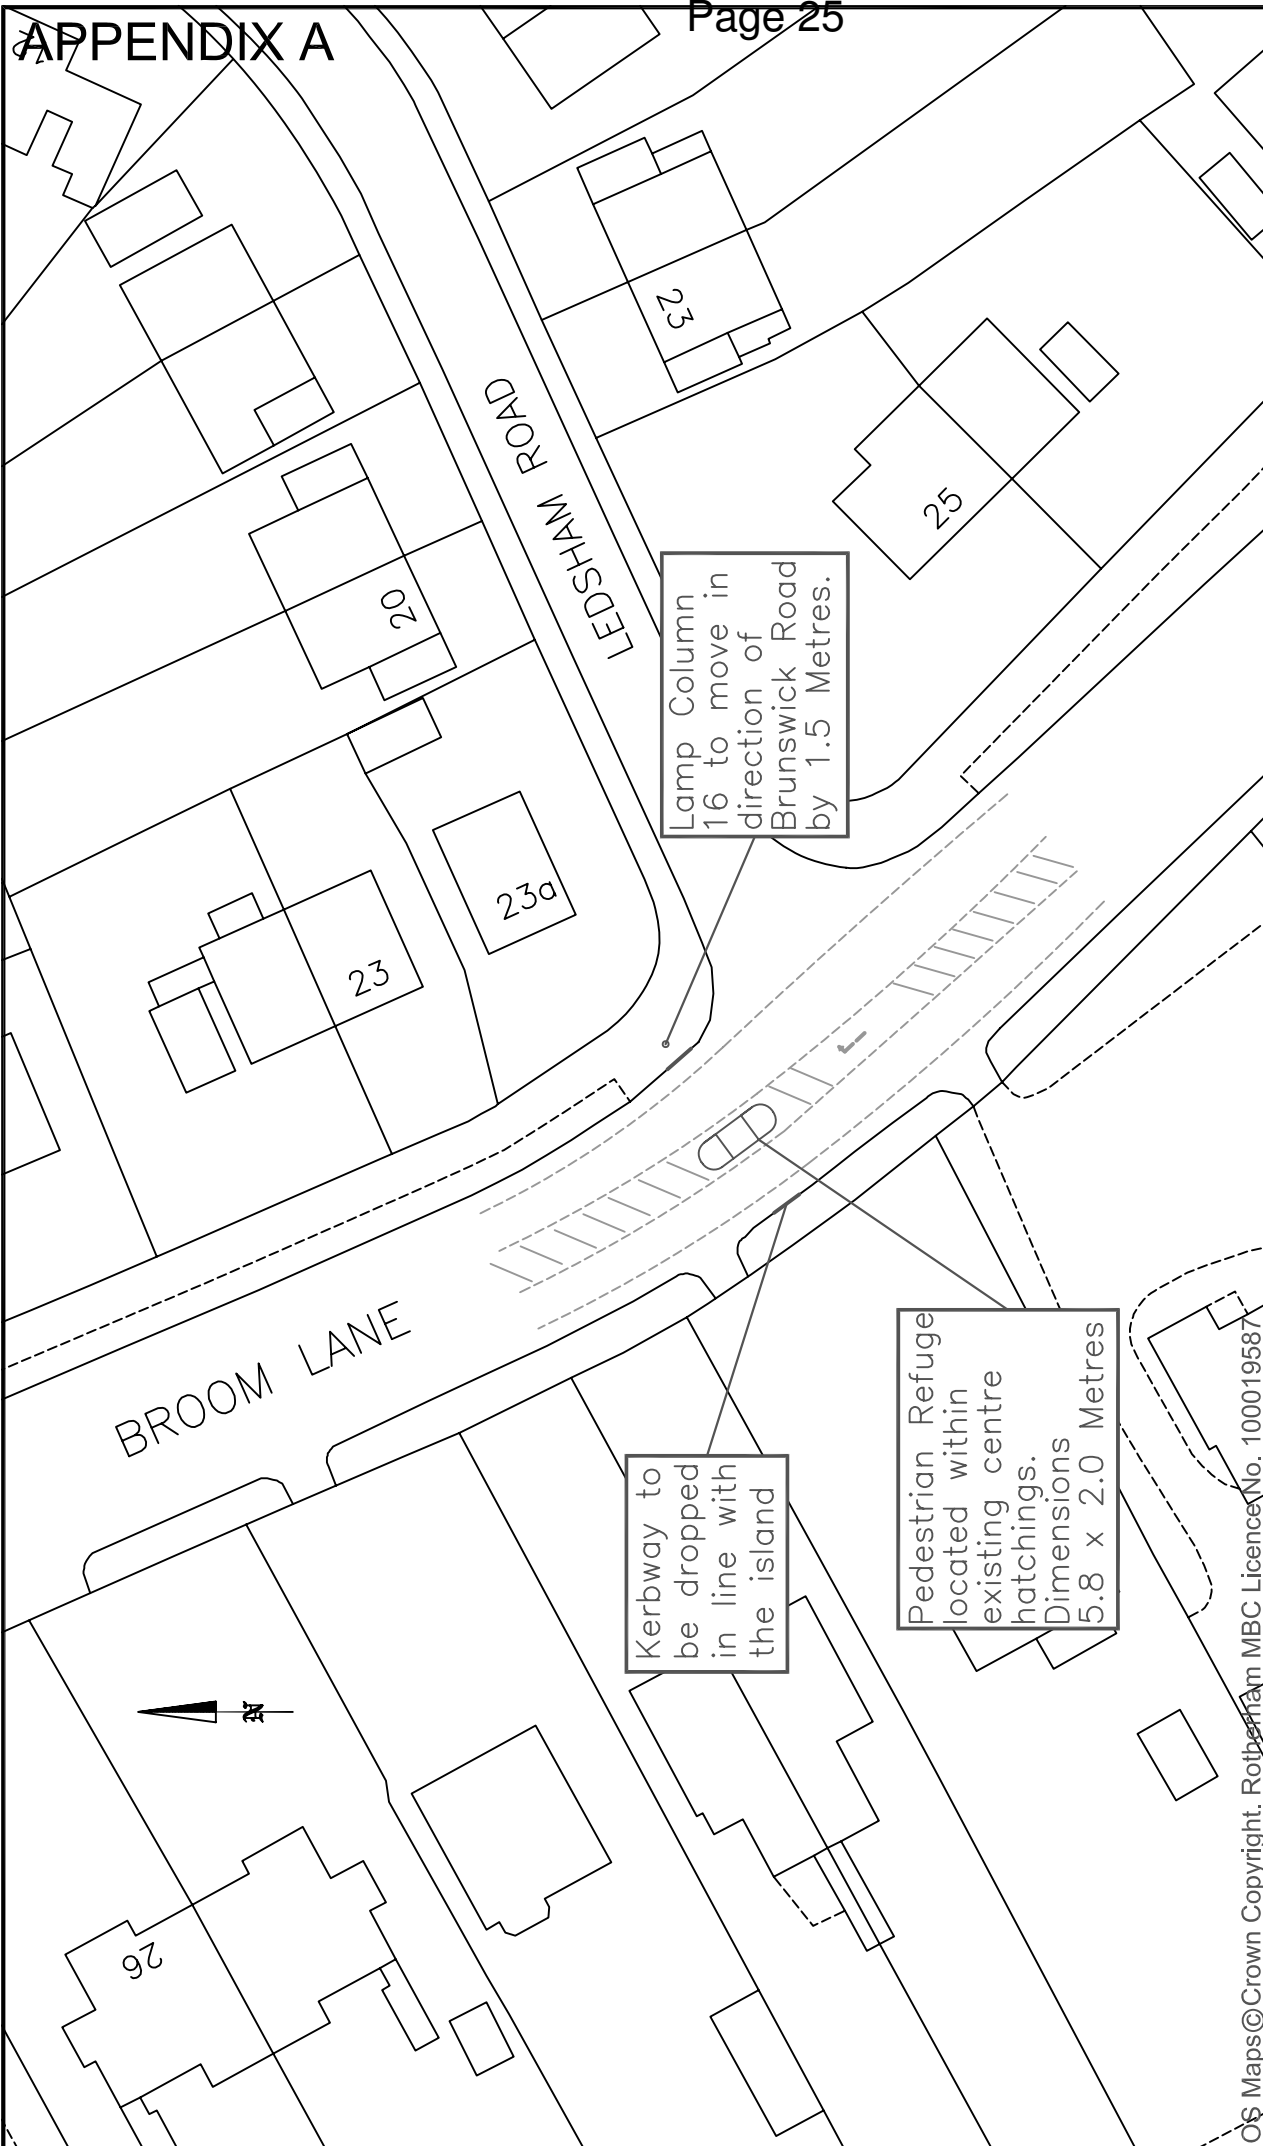 Page 25
APPENDIX A
23
25
LEDSHAM ROAD
20
Lamp Column
16 to move in
direction of
Brunswick Road
by 1.5 Metres.
23a
23
BROOM LANE
Pedestrian Refuge
located within
existing centre
hatchings.
Dimensions
5.8 x 2.0 Metres
Kerbway to
be dropped
in line with
the island
26
OS Maps©Crown Copyright. Rotherham MBC Licence No. 100019587